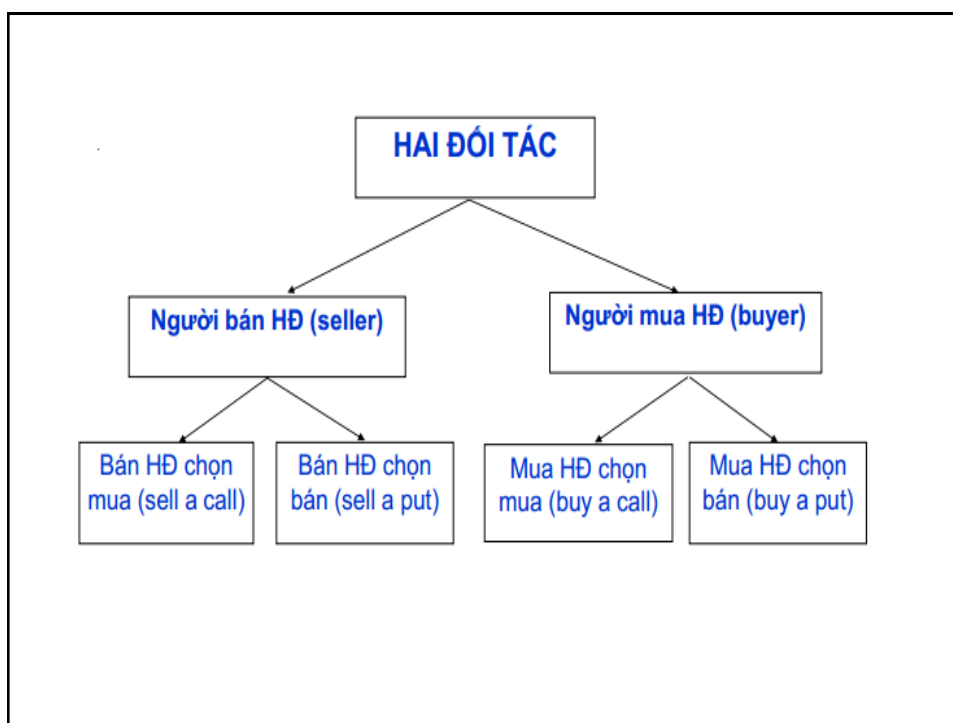 HAI ĐỐI TÁC
Người bán HĐ (seller)
Người mua HĐ (buyer)
Bán HĐ chọn
mua (sell a call)
Bán HĐ chọn
bán (sell a put)
Mua HĐ chọn
mua (buy a call)
Mua HĐ chọn
bán (buy a put)